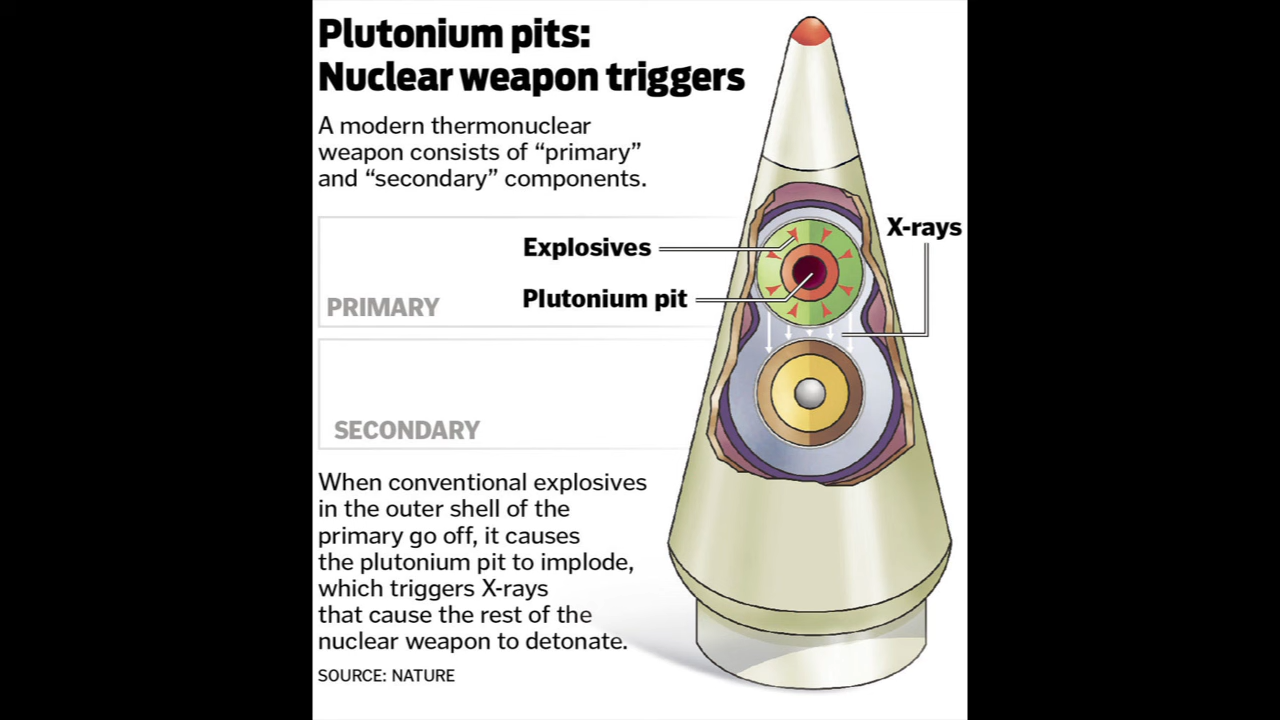 Plutonium pits:
Nuclear weapon triggers
A modern thermonuclear
weapon consists of “primary”
and “secondary” components.
X-rays
Explosives
Plutonium pit
PRIMARY
SECONDARY
When conventional explosives
in the outer shell of the
primary go off, it causes
the plutonium pit to implode,
which triggers X-rays
that cause the rest of the
nuclear weapon to detonate.
SOURCE: NATURE